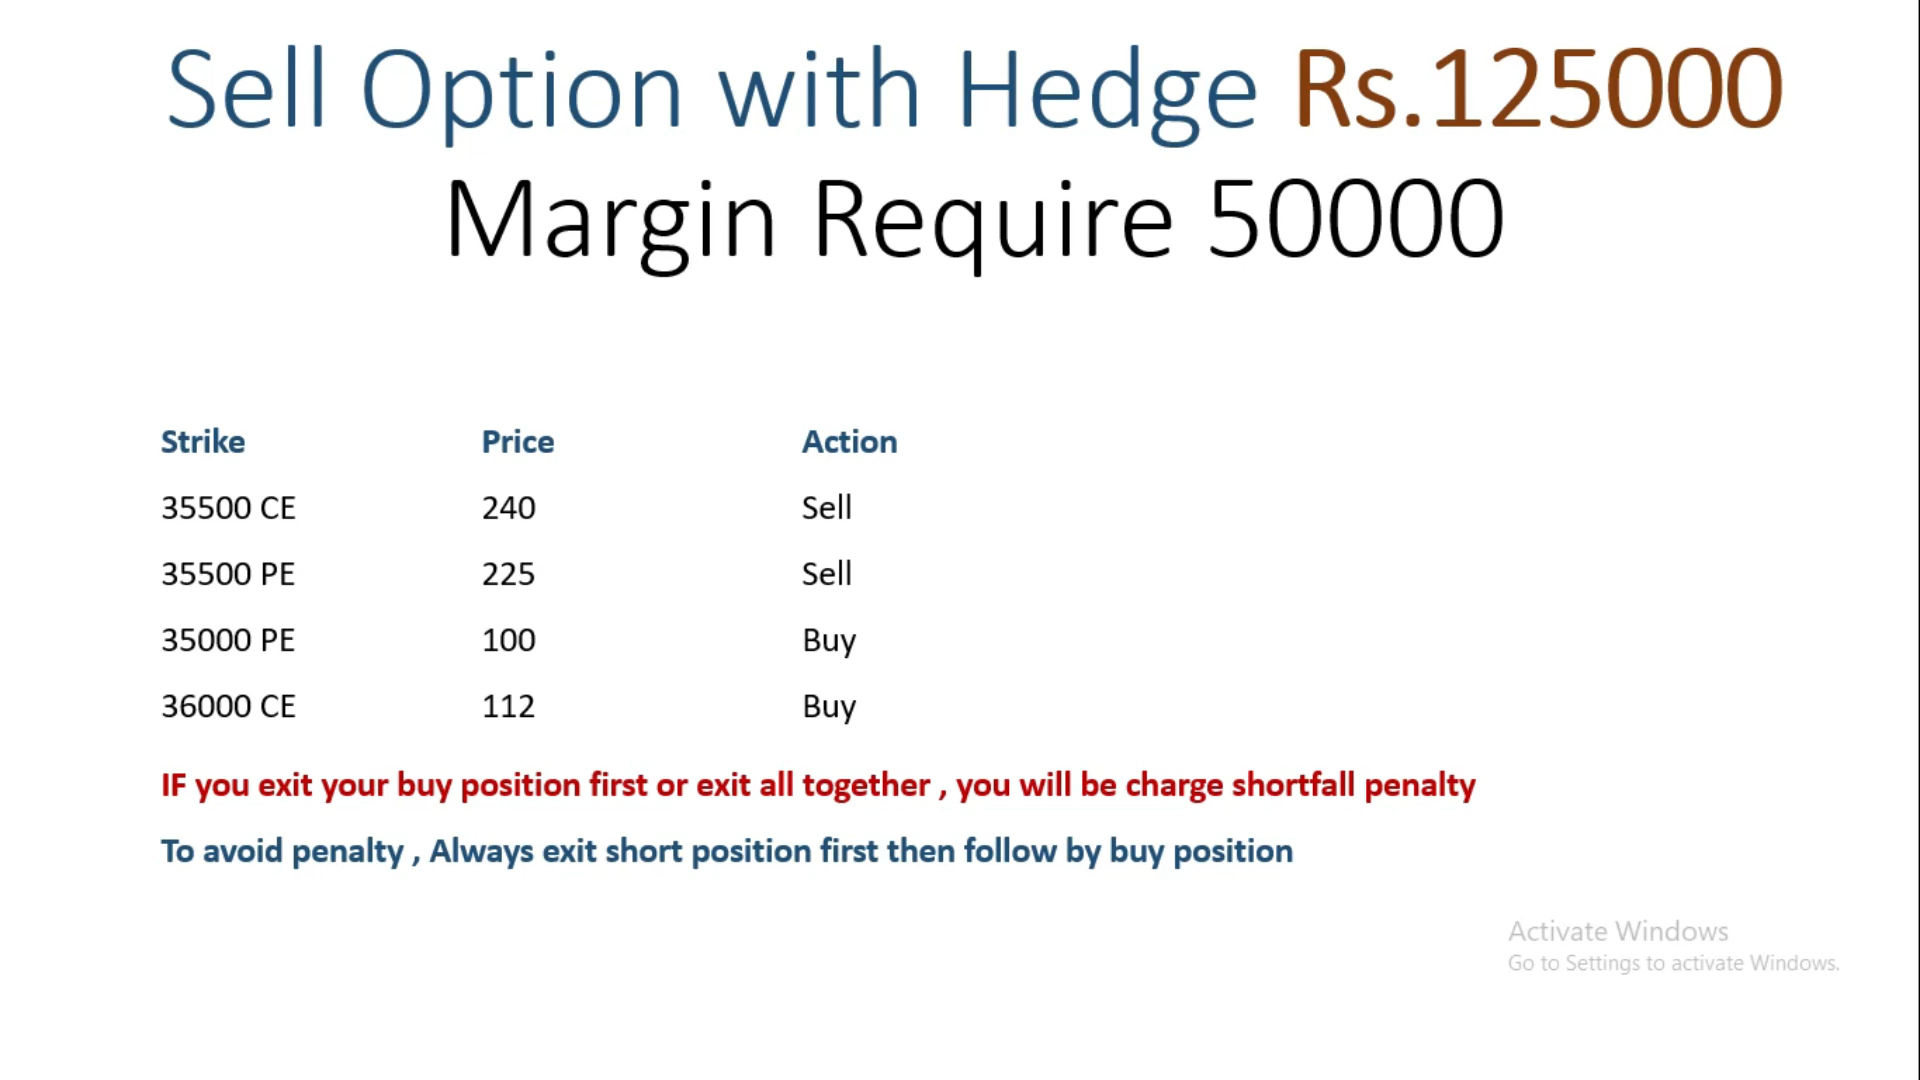 Sell Option with Hedge Rs.125000
Margin Require 50000
Strike Price Action
35500 CE 240 Sell
35500 PE 225 Sell
35000 PE 100 Buy
36000 CE 112 Buy
IF you exit your buy position first or exit all together , you will be charge shortfall penalty
To avoid penalty , Always exit short position first then follow by buy position
Activate Windows
Go to Settings to activate Windows.